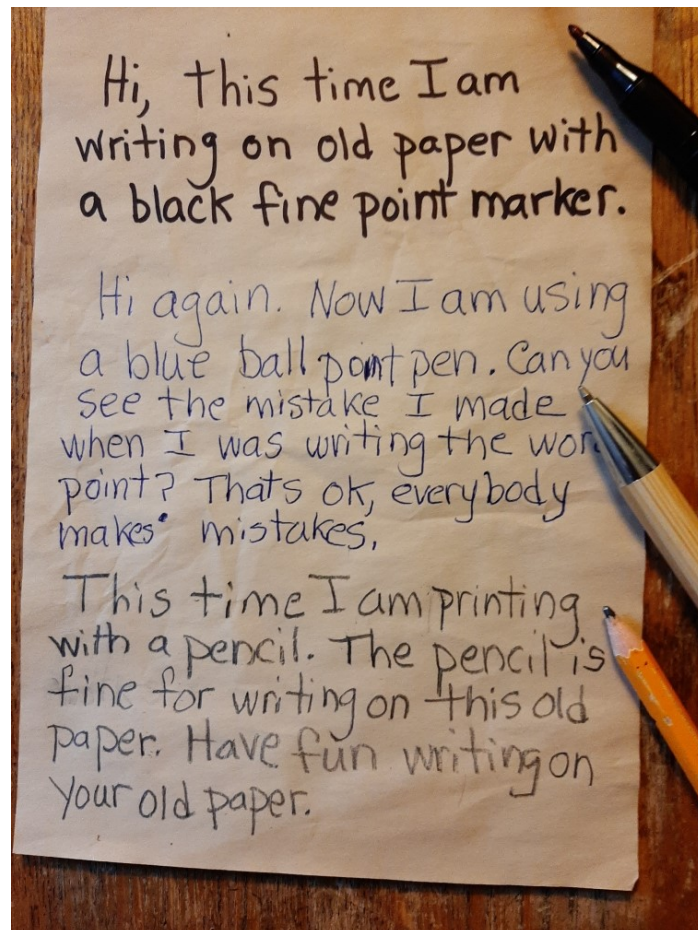 Hi, this time I am
writing on old paper with
a black fine point marker.
Hi again. Now I am using
a blue ball point pen. Can you
see the mistake I made
when I was writing the
point? Thats ok, everybody
makes mistakes,
This time I am printing
with a pencil. The pencil is
fine for writing on this old
paper. Have fun writing on
your old paper.